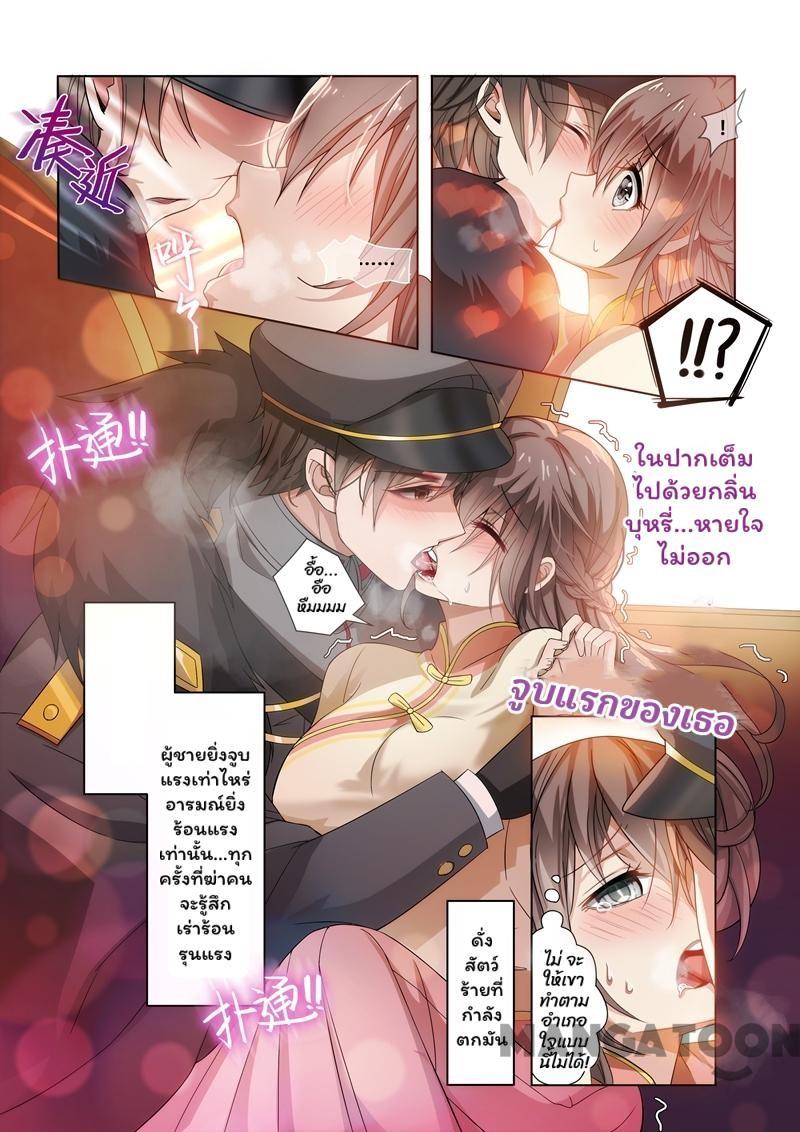 凑近
呼
……
!
!!?
扑通!!
ในปากเต็ม
ไปด้วยกลิ่น
บุหรี่...หายใจ
ไม่ออก
อื้อ...
อือ
หืมมมม
จูบแรกของเธอ
ผู้ชายยิ่งจูบ
แรงเท่าไหร่
อารมณ์ยิ่ง
ร้อนแรง
เท่านั้น...ทุก
ครั้งที่ฆ่าคน
จะรู้สึก
เร่าร้อน
รุนแรง
扑通!!
ดั่ง
สัตว์
ร้ายที่
กำลัง
ตกมัน
ไม่ จะ
ให้เขา
ทำตาม
อำเภอ
ใจแบบ
นี้ไม่ได้!
MANGATOON